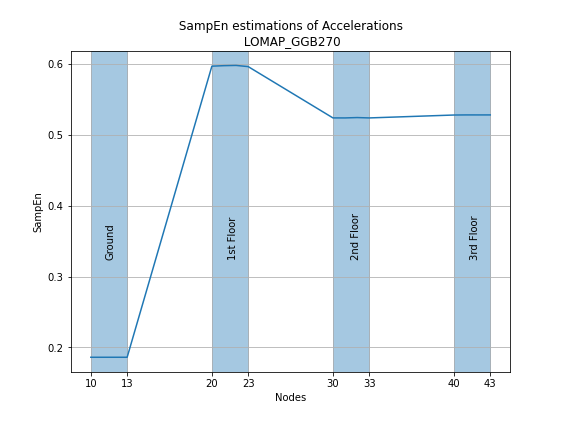 SampEn estimations of Accelerations
LOMAP_GGB270
0.6
0.5
0.4
0.3
0.2
SampEn
Ground
1st Floor
2nd Floor
3rd Floor
10 13 20 23 30 33 40 43
Nodes